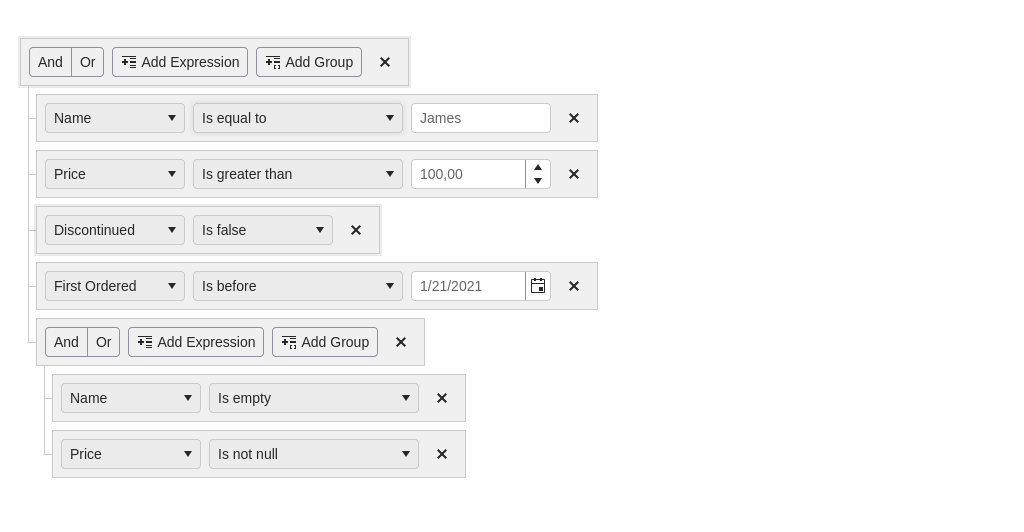 And Or Add Expression Add Group
Name Is equal to James
Price Is greater than 100,00
Discontinued Is false
First Ordered Is before 1/21/2021
And Or Add Expression Add Group
Name Is empty
Price Is not null